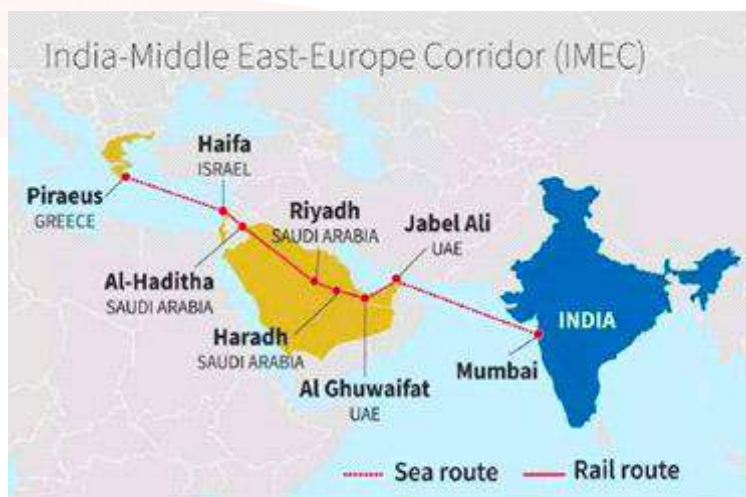 India-Middle East-Europe Corridor (IMEC)
Haifa
ISRAEL
Piraeus
GREECE
Riyadh
SAUDI ARABIA
Jabel Ali
UAE
Al-Haditha
SAUDI ARABIA
Haradh
SAUDI ARABIA
Al Ghuwaifat
UAE
INDIA
Mumbai
Sea route
Rail route